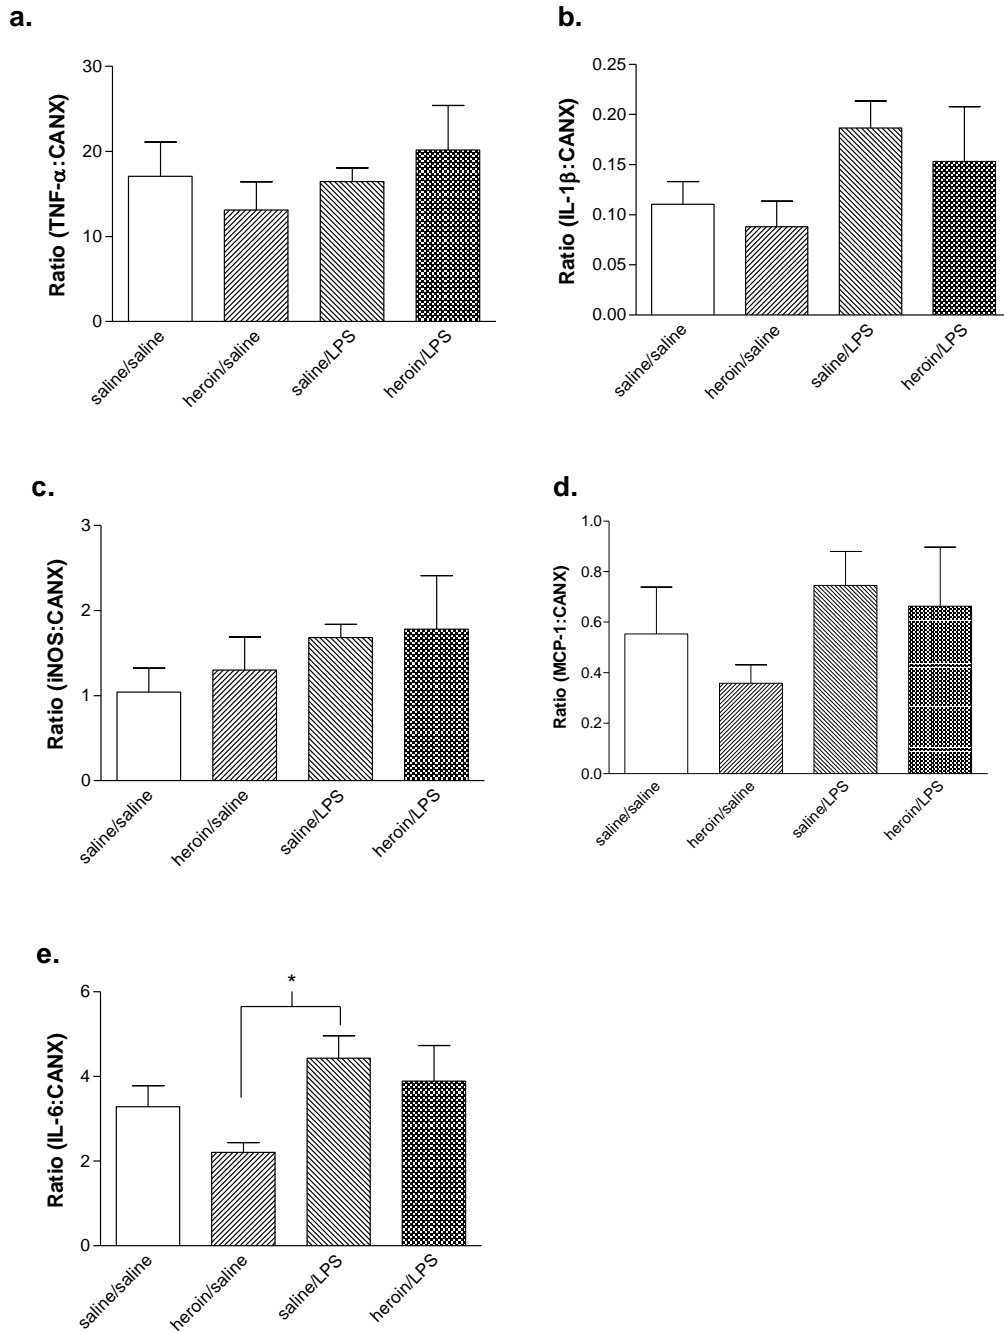 a.
Ratio (TNF-α:CANX)
30
20
10
0
saline/saline
heroin/saline
saline/LPS
heroin/LPS
b.
Ratio (IL-1β:CANX)
0.25
0.20
0.15
0.10
0.05
0.00
saline/saline
heroin/saline
saline/LPS
heroin/LPS
c.
Ratio (iNOS:CANX)
3
2
1
0
saline/saline
heroin/saline
saline/LPS
heroin/LPS
d.
Ratio (MCP-1:CANX)
1.0
0.8
0.6
0.4
0.2
0.0
saline/saline
heroin/saline
saline/LPS
heroin/LPS
e.
Ratio (IL-6:CANX)
6
4
2
0
*
saline/saline
heroin/saline
saline/LPS
heroin/LPS